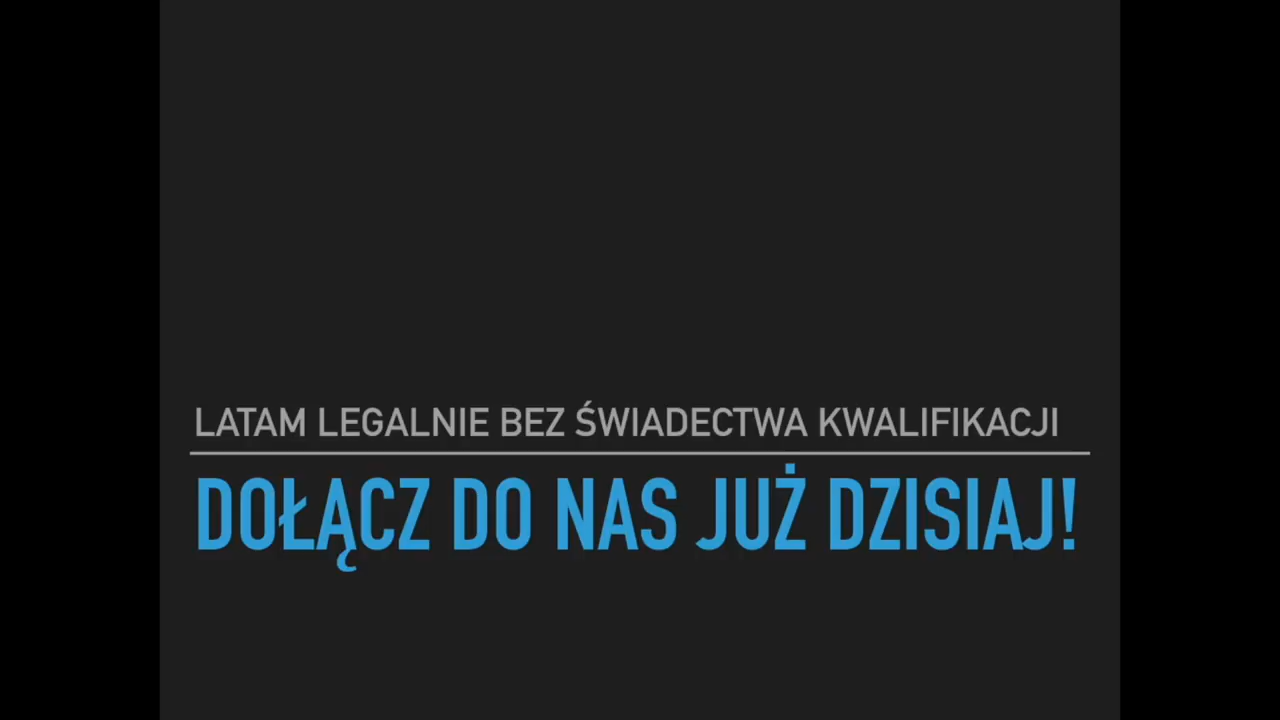 LATAM LEGALNIE BEZ ŚWIADECTWA KWALIFIKACJI
DOŁĄCZ DO NAS JUŻ DZISIAJ!